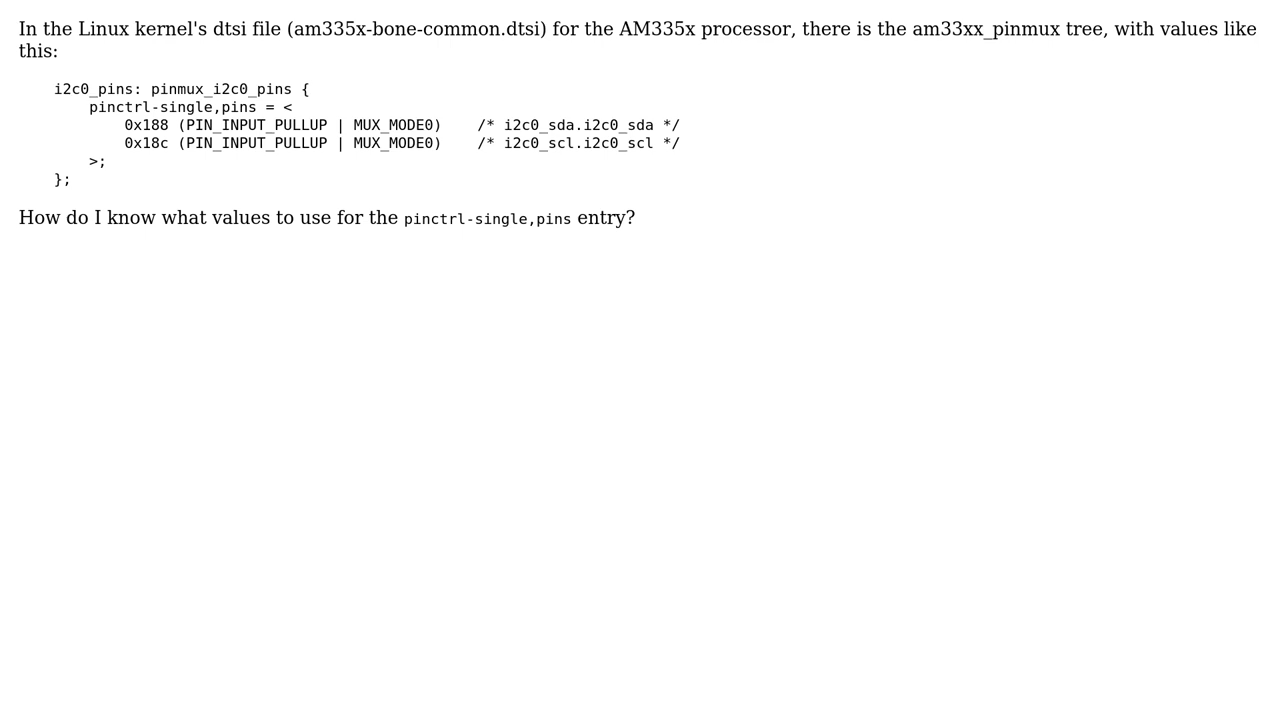 In the Linux kernel's dtsi file (am335x-bone-common.dtsi) for the AM335x processor, there is the am33xx_pinmux tree, with values like
this:
i2c0_pins: pinmux_i2c0_pins {
pinctrl-single,pins = <
0x188 (PIN_INPUT_PULLUP | MUX_MODE0)    /* i2c0_sda.i2c0_sda */
0x18c (PIN_INPUT_PULLUP | MUX_MODE0)    /* i2c0_scl.i2c0_scl */
>;
};
How do I know what values to use for the pinctrl-single,pins entry?